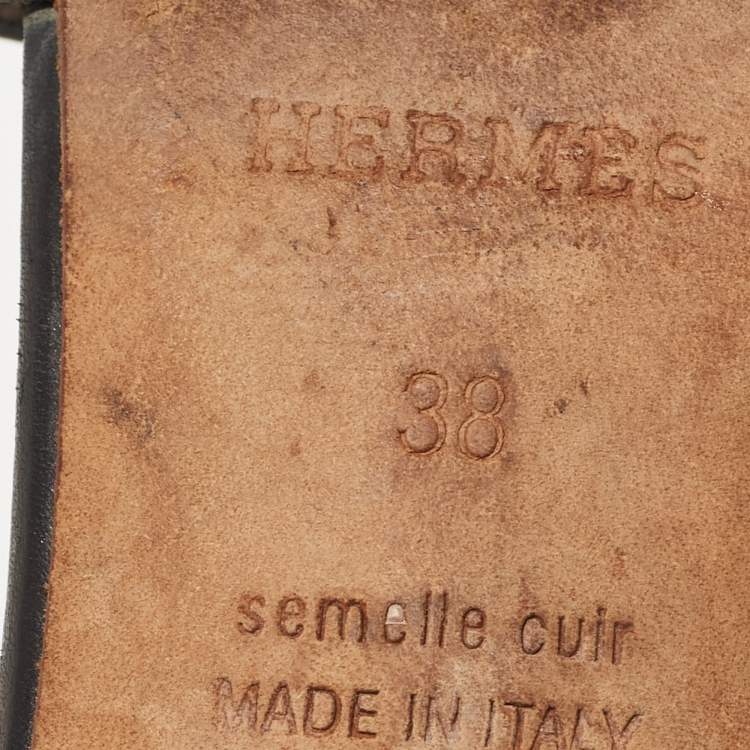 HERMES
38
semelle cuir
MADE IN ITALY